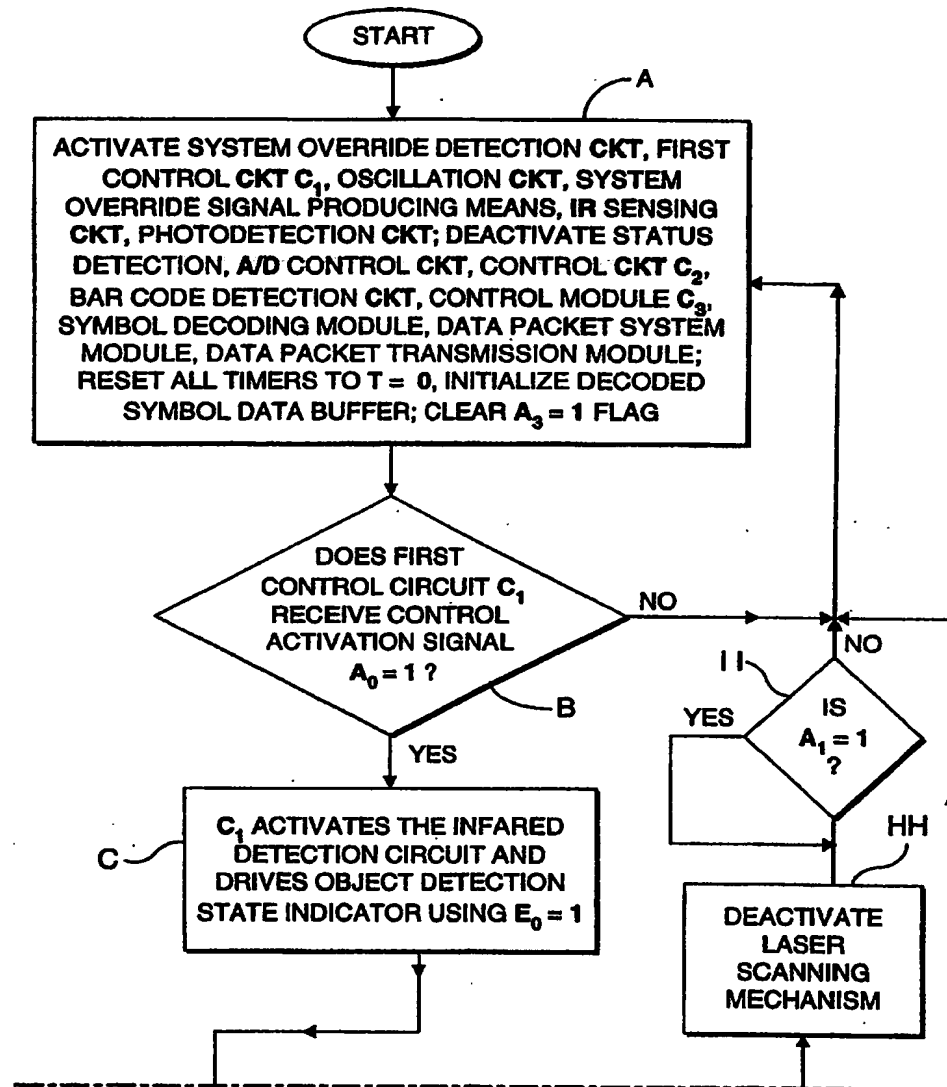 START
A
ACTIVATE SYSTEM OVERRIDE DETECTION CKT, FIRST
CONTROL CKT C₁, OSCILLATION CKT, SYSTEM
OVERRIDE SIGNAL PRODUCING MEANS, IR SENSING
CKT, PHOTODETECTION CKT; DEACTIVATE STATUS
DETECTION, A/D CONTROL CKT, CONTROL CKT C₂,
BAR CODE DETECTION CKT, CONTROL MODULE C₃,
SYMBOL DECODING MODULE, DATA PACKET SYSTEM
MODULE, DATA PACKET TRANSMISSION MODULE;
RESET ALL TIMERS TO T = 0, INITIALIZE DECODED
SYMBOL DATA BUFFER; CLEAR A₃ = 1 FLAG
DOES FIRST
CONTROL CIRCUIT C₁
RECEIVE CONTROL
ACTIVATION SIGNAL
A₀ = 1 ?
NO
B
YES
NO
II
YES
IS
A₁ = 1
?
C
C₁ ACTIVATES THE INFARED
DETECTION CIRCUIT AND
DRIVES OBJECT DETECTION
STATE INDICATOR USING E₀ = 1
HH
DEACTIVATE
LASER
SCANNING
MECHANISM